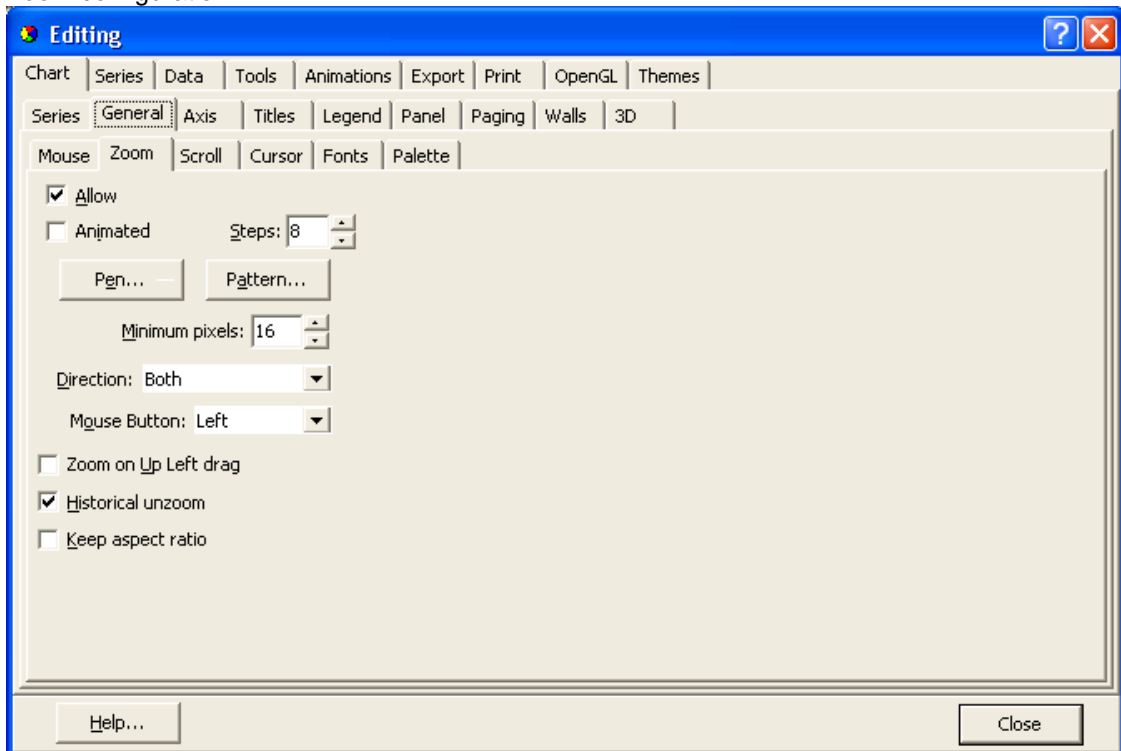 Editing
Chart Series Data Tools Animations Export Print OpenGL Themes
Series General Axis Titles Legend Panel Paging Walls 3D
Mouse Zoom Scroll Cursor Fonts Palette
Allow
Animated Steps: 8
Pen... Pattern...
Minimum pixels: 16
Direction: Both
Mouse Button: Left
Zoom on Up Left drag
Historical unzoom
Keep aspect ratio
Help... Close